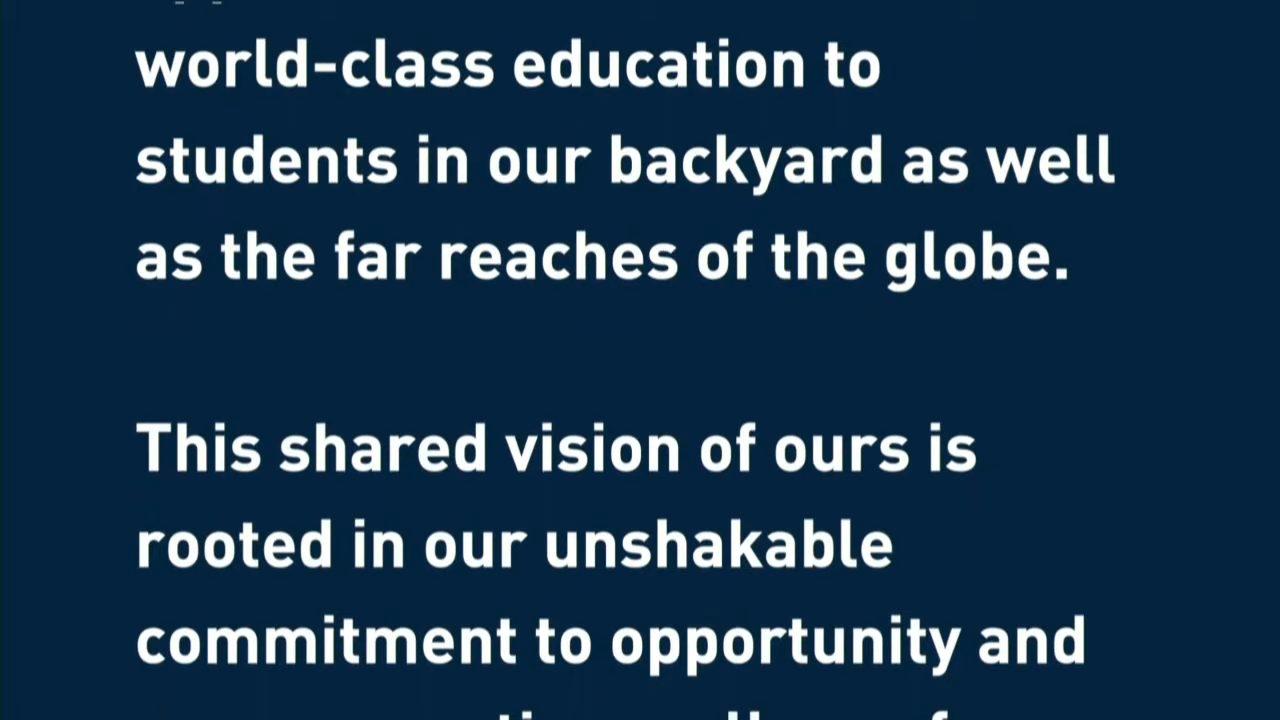 world-class education to
students in our backyard as well
as the far reaches of the globe.
This shared vision of ours is
rooted in our unshakable
commitment to opportunity and